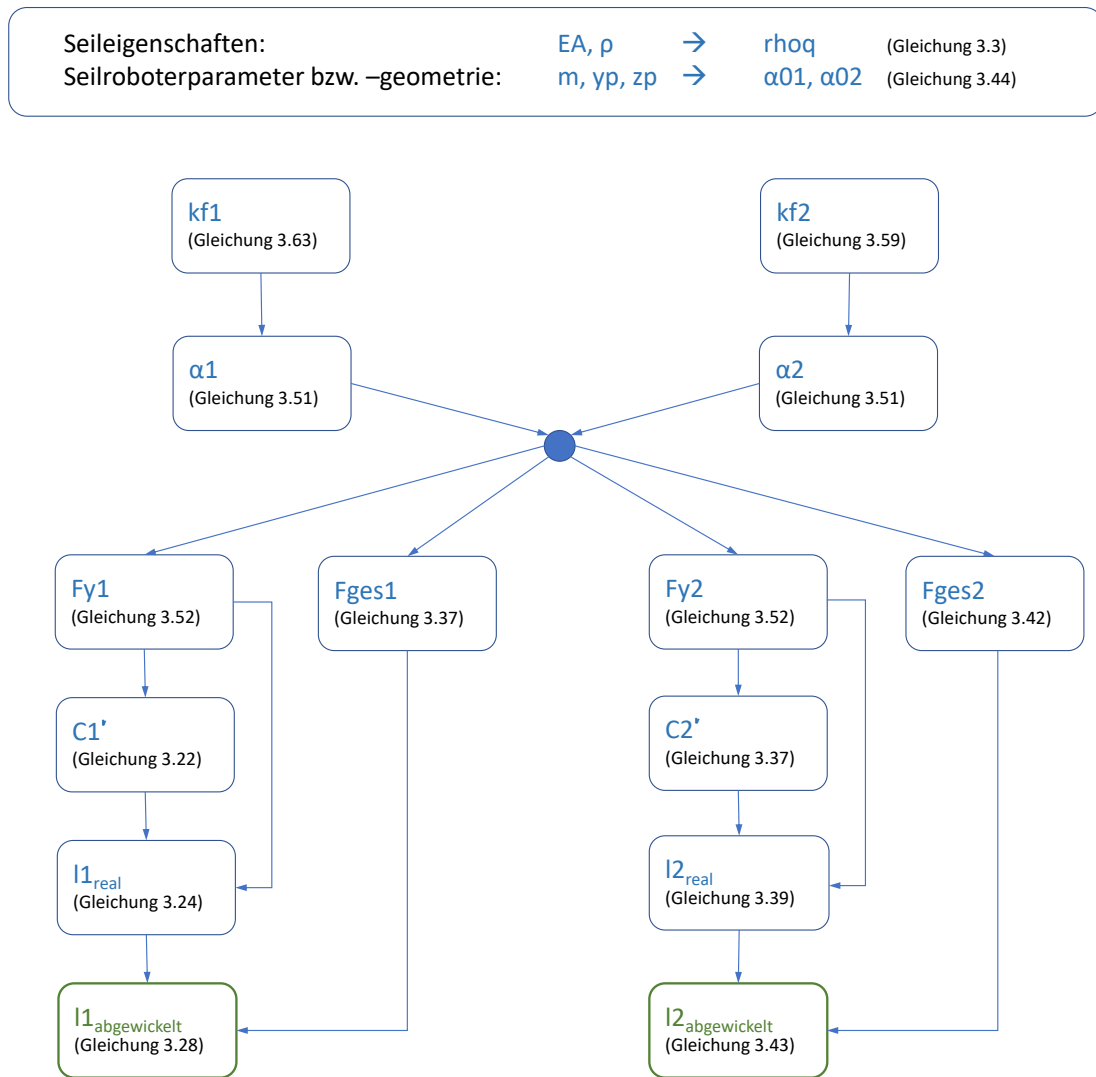 Seileigenschaften: EA, ρ → rhoq (Gleichung 3.3)
Seilroboterparameter bzw. –geometrie: m, yp, zp → α01, α02 (Gleichung 3.44)
kf1
(Gleichung 3.63)
kf2
(Gleichung 3.59)
α1
(Gleichung 3.51)
α2
(Gleichung 3.51)
Fy1
(Gleichung 3.52)
Fges1
(Gleichung 3.37)
Fy2
(Gleichung 3.52)
Fges2
(Gleichung 3.42)
C1'
(Gleichung 3.22)
C2'
(Gleichung 3.37)
l1real
(Gleichung 3.24)
l2real
(Gleichung 3.39)
l1abgewickelt
(Gleichung 3.28)
l2abgewickelt
(Gleichung 3.43)